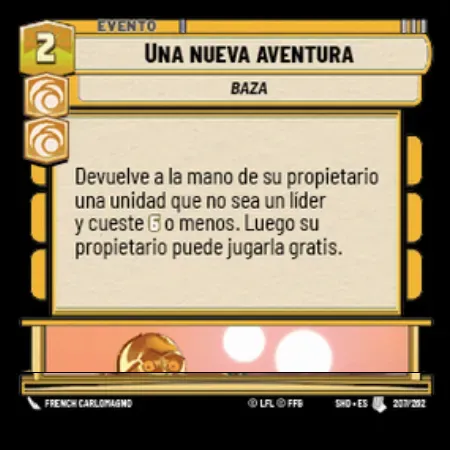 EVENTO
2
UNA NUEVA AVENTURA
BAZA
Devuelve a la mano de su propietario
una unidad que no sea un líder
y cueste 6 o menos. Luego su
propietario puede jugarla gratis.
FRENCH CARLOMAGNO
© LFL © FFG
SHD • ES
207/262